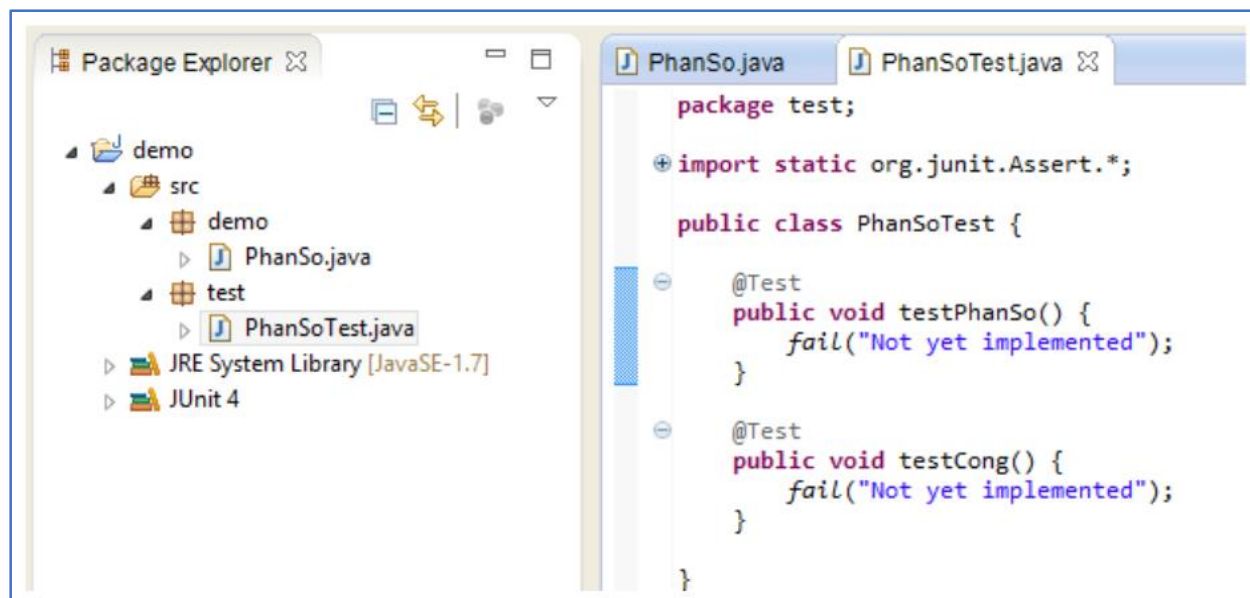 Package Explorer
demo
src
demo
PhanSo.java
test
PhanSoTest.java
JRE System Library [JavaSE-1.7]
JUnit 4
PhanSo.java
PhanSoTest.java
package test;
import static org.junit.Assert.*;
public class PhanSoTest {
@Test
public void testPhanSo() {
fail("Not yet implemented");
}
@Test
public void testCong() {
fail("Not yet implemented");
}
}